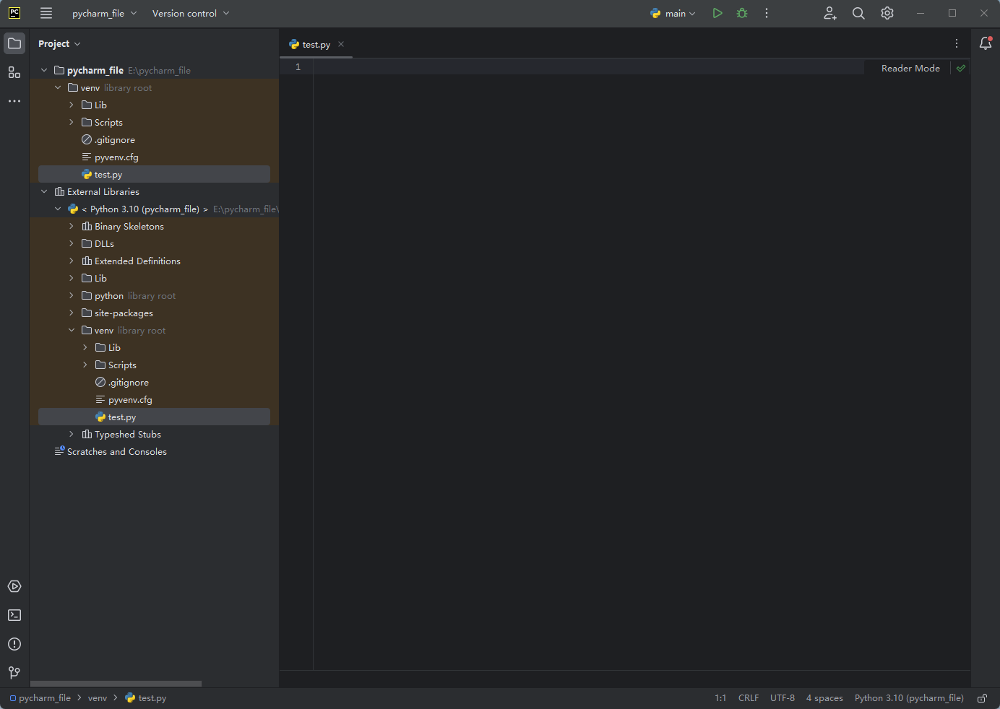 PC pycharm_file Version control main
Project
test.py
pycharm_file E:\pycharm_file
1
Reader Mode
venv library root
Lib
Scripts
.gitignore
pyvenv.cfg
test.py
External Libraries
< Python 3.10 (pycharm_file) > E:\pycharm_file\
Binary Skeletons
DLLs
Extended Definitions
Lib
python library root
site-packages
venv library root
Lib
Scripts
.gitignore
pyvenv.cfg
test.py
Typeshed Stubs
Scratches and Consoles
pycharm_file > venv > test.py 1:1 CRLF UTF-8 4 spaces Python 3.10 (pycharm_file)